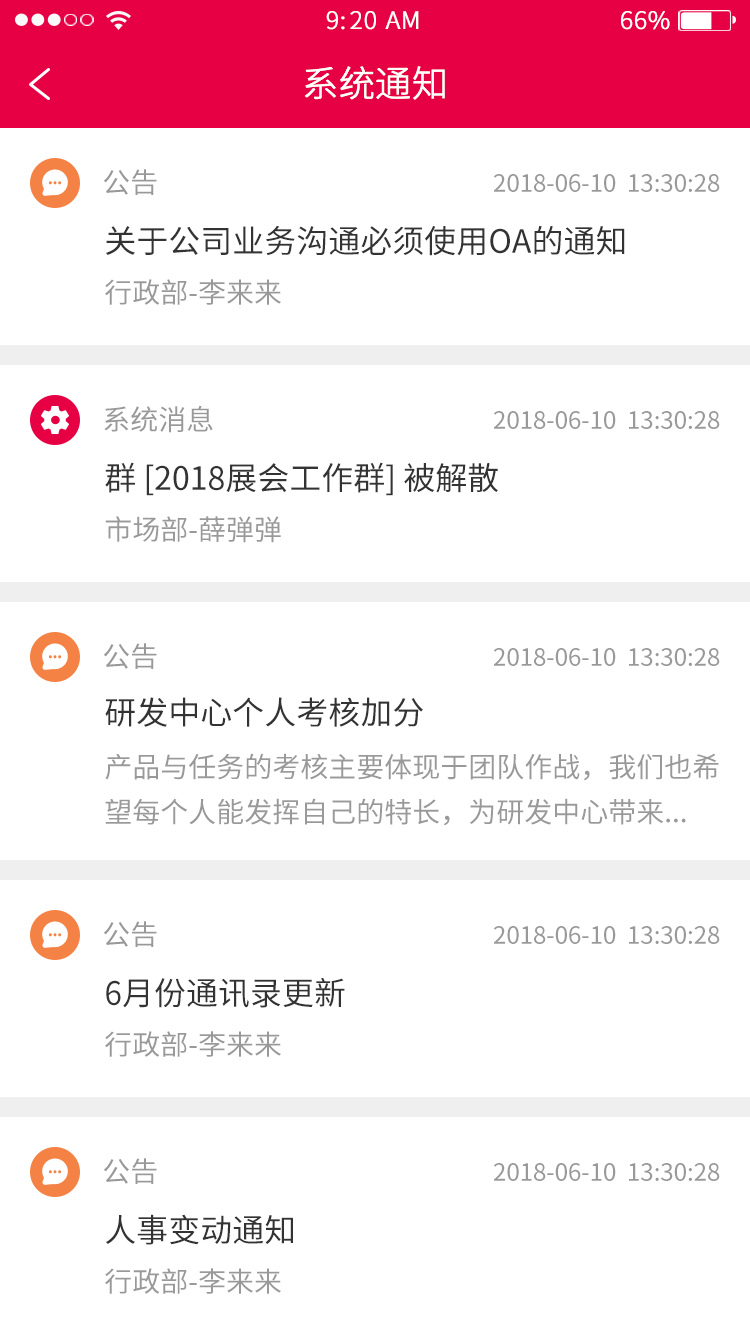 9:20 AM 66%
系统通知
公告 2018-06-10 13:30:28
关于公司业务沟通必须使用OA的通知
行政部-李来来
系统消息 2018-06-10 13:30:28
群 [2018展会工作群] 被解散
市场部-薛弹弹
公告 2018-06-10 13:30:28
研发中心个人考核加分
产品与任务的考核主要体现于团队作战，我们也希
望每个人能发挥自己的特长，为研发中心带来...
公告 2018-06-10 13:30:28
6月份通讯录更新
行政部-李来来
公告 2018-06-10 13:30:28
人事变动通知
行政部-李来来